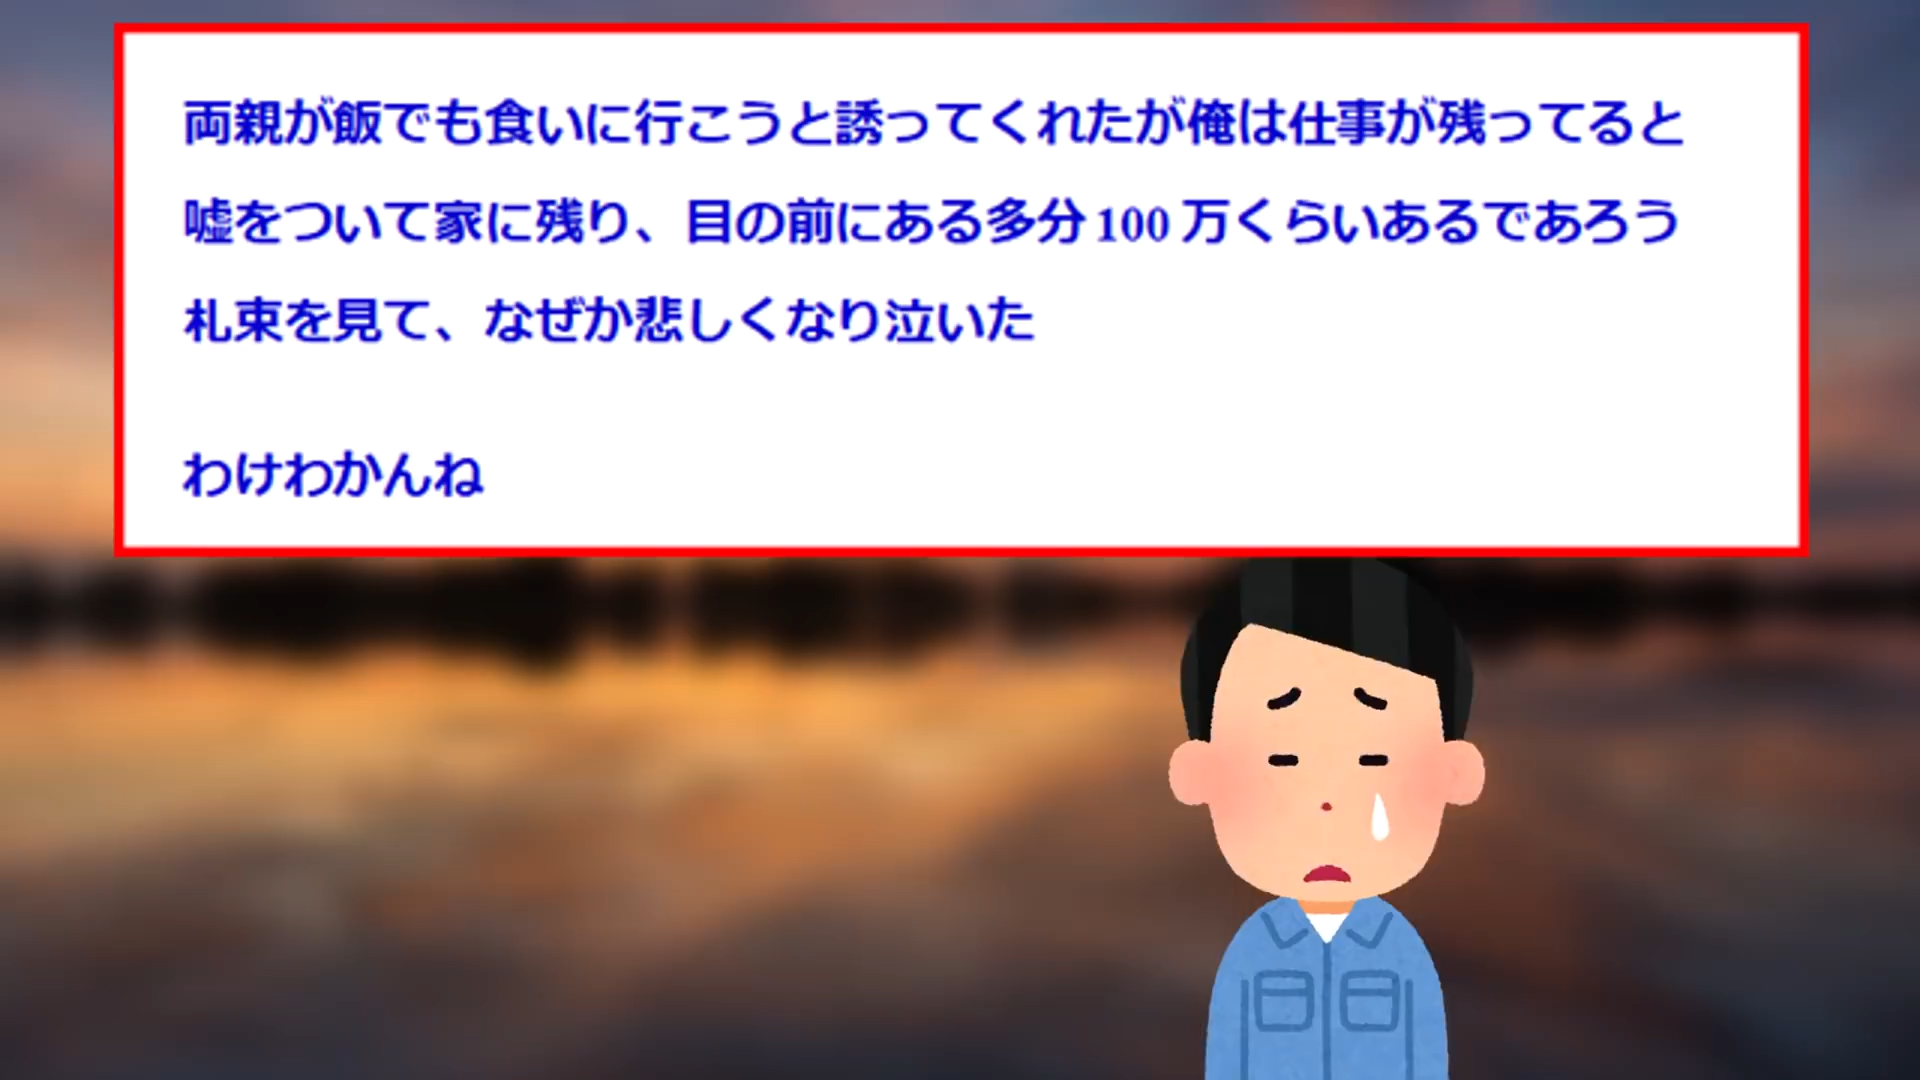 両親が飯でも食いに行こうと誘ってくれたが俺は仕事が残ってると
嘘をついて家に残り、目の前にある多分100万くらいあるであろう
札束を見て、なぜか悲しくなり泣いた
わけわかんね